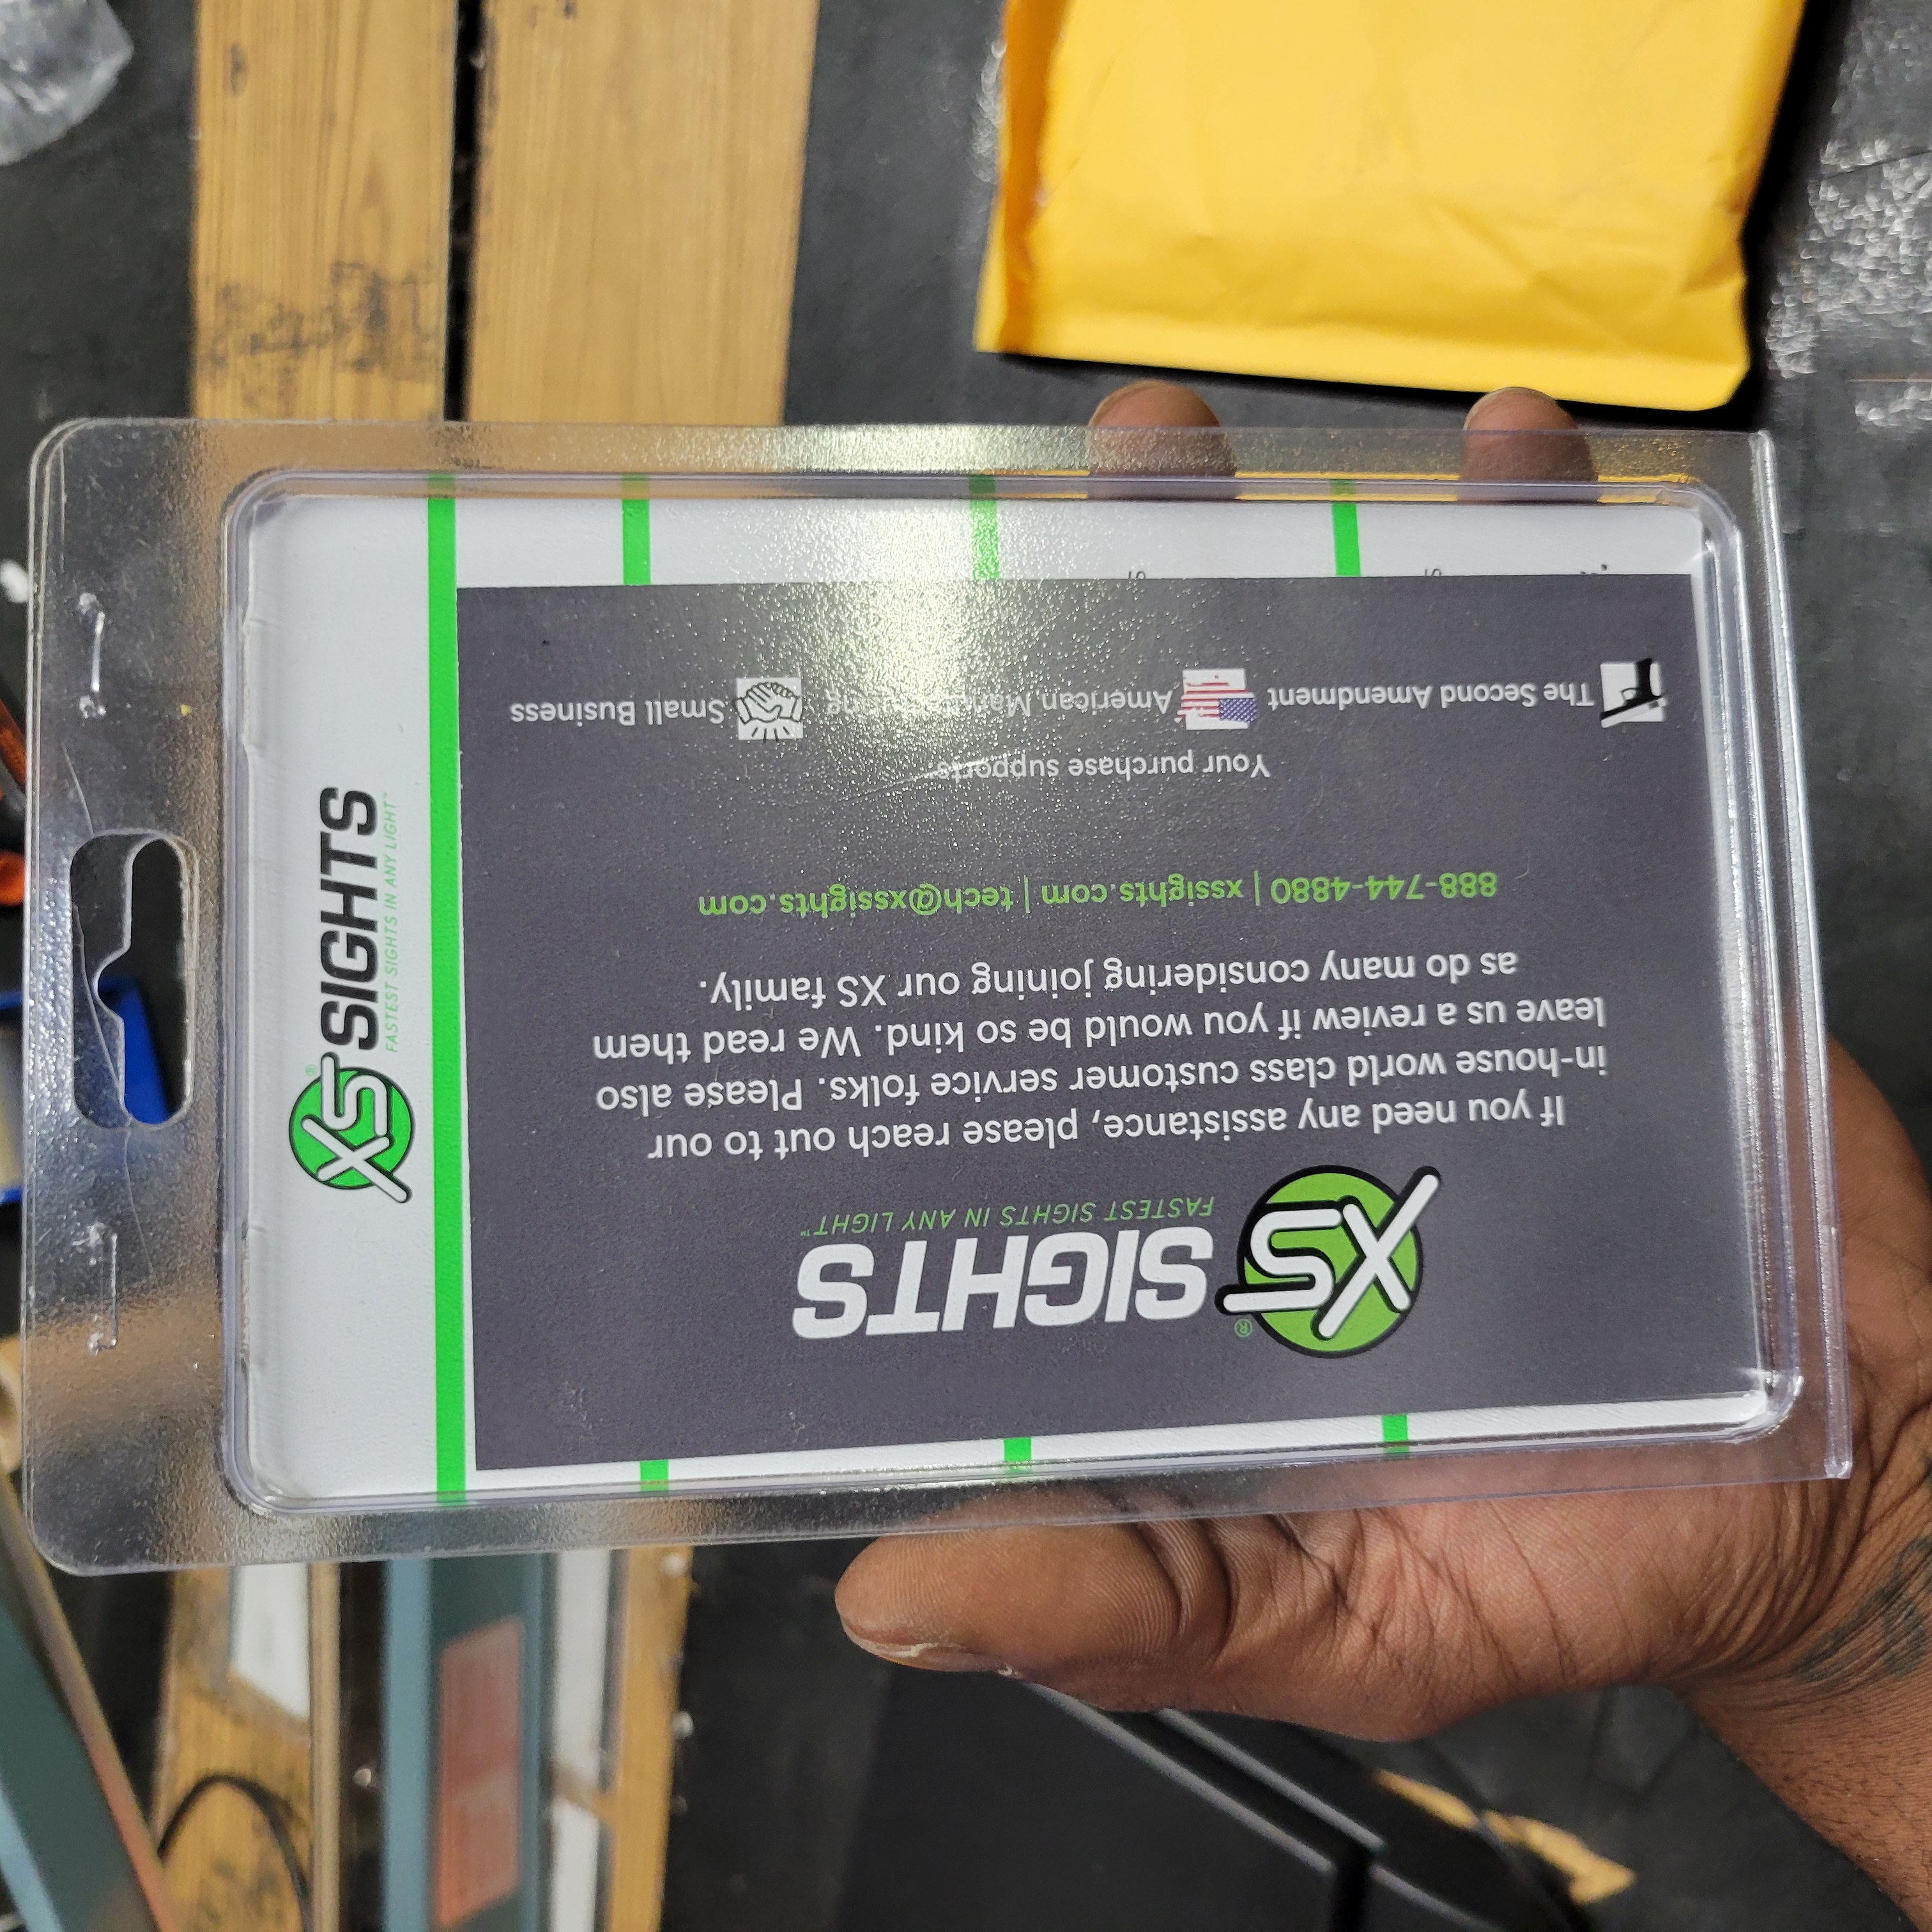 XS SIGHTS®
FASTEST SIGHTS IN ANY LIGHT™
If you need any assistance, please reach out to our
in-house world class customer service folks. Please also
leave us a review if you would be so kind. We read them
as do many considering joining our XS family.
888-744-4880 | xssights.com | tech@xssights.com
Your purchase supports:
The Second Amendment
American Manufacturing
Small Business
XS SIGHTS®
FASTEST SIGHTS IN ANY LIGHT™